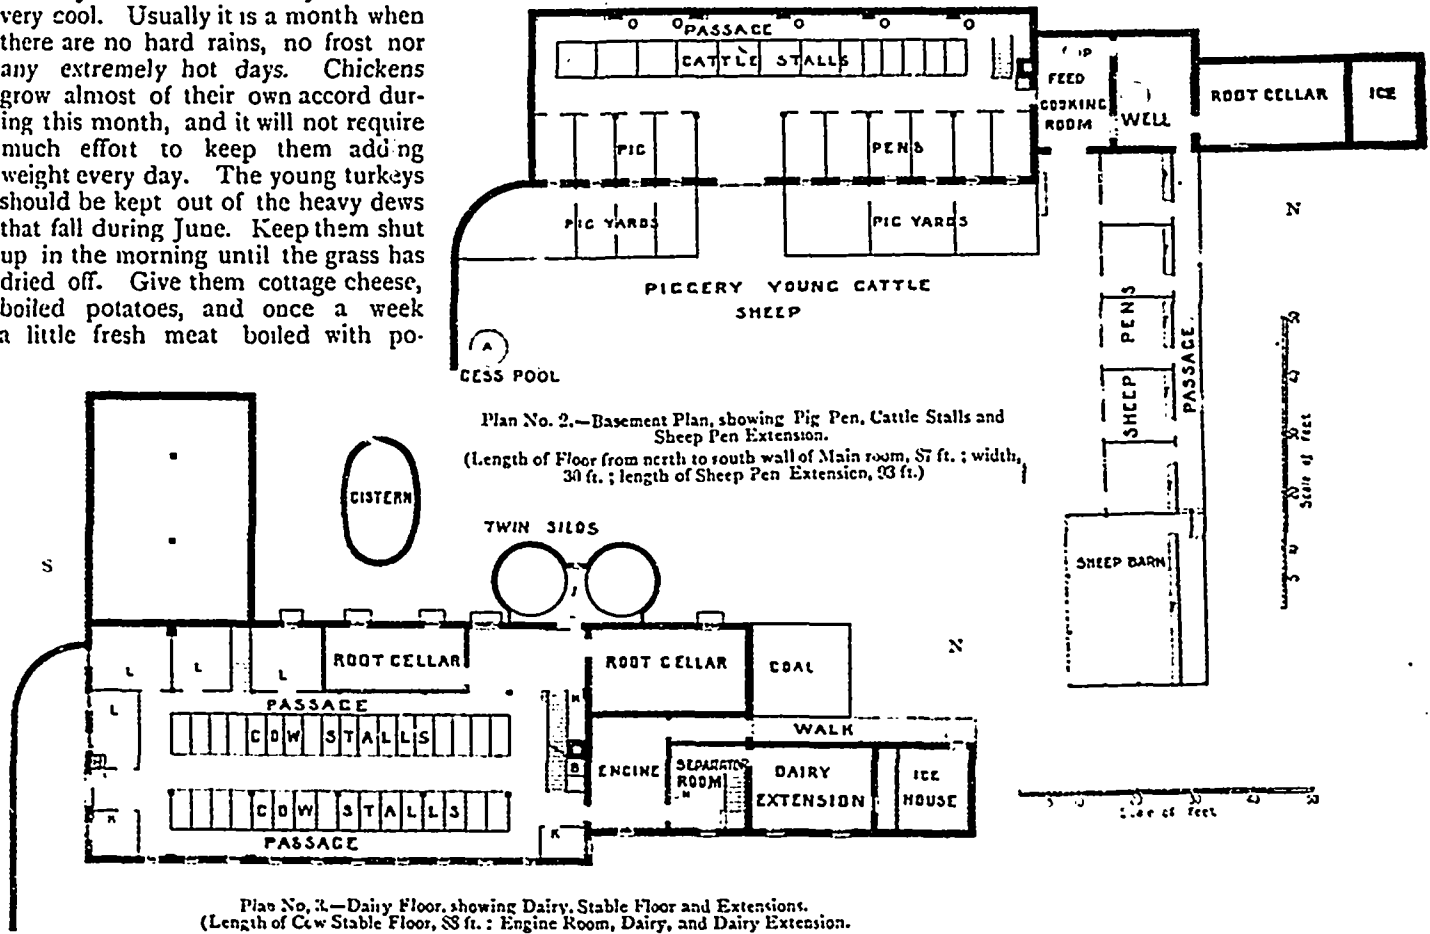 very cool. Usually it is a month when
there are no hard rains, no frost nor
any extremely hot days. Chickens
grow almost of their own accord dur-
ing this month, and it will not require
much effort to keep them adding
weight every day. The young turkeys
should be kept out of the heavy dews
that fall during June. Keep them shut
up in the morning until the grass has
dried off. Give them cottage cheese,
boiled potatoes, and once a week
a little fresh meat boiled with po-
PASSAGE
CATTLE STALLS
FEED
COOKING
ROOM
WELL
ROOT CELLAR
ICE
PIG
PENS
PIG YARDS
PIG YARDS
N
PIGGERY YOUNG CATTLE
SHEEP
A
CESS POOL
SHEEP PENS
PASSAGE.
Scale of feet
SHEEP BARN
Plan No. 2.—Basement Plan, showing Pig Pen, Cattle Stalls and
Sheep Pen Extension.
(Length of Floor from north to south wall of Main room, 87 ft.; width,
30 ft.; length of Sheep Pen Extension, 93 ft.)
CISTERN
TWIN SILOS
S
N
L
L
L
L
ROOT CELLAR
ROOT CELLAR
COAL
PASSAGE
COW STALLS
COW STALLS
PASSAGE
B
K
ENGINE
SEPARATOR
ROOM
DAIRY
EXTENSION
ICE
HOUSE
WALK
Scale of feet
Plan No, 3.—Daily Floor, showing Dairy, Stable Floor and Extensions.
(Length of Cow Stable Floor, 88 ft.: Engine Room, Dairy, and Dairy Extension.